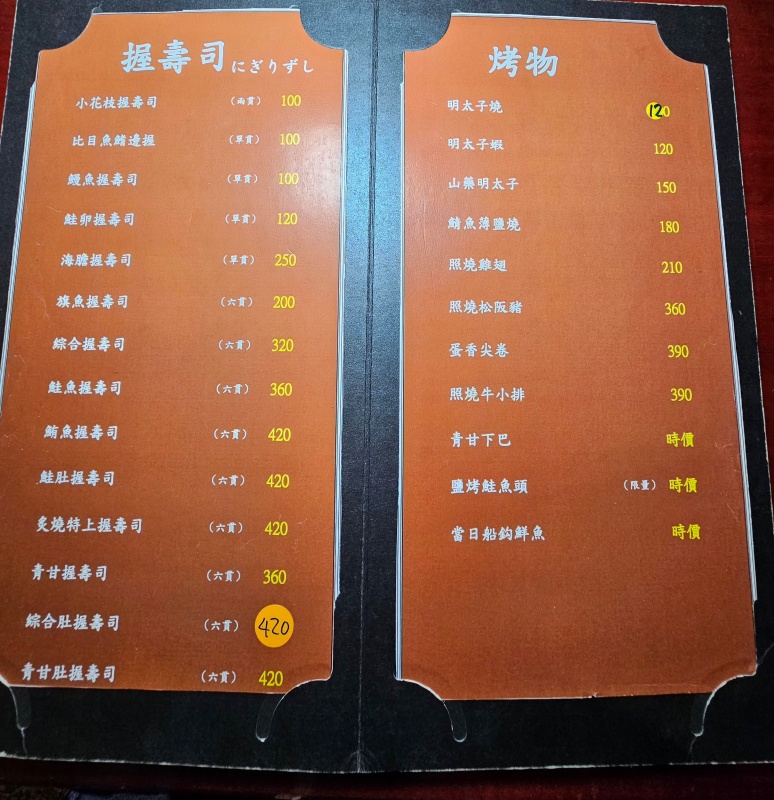 握壽司にぎりずし
小花枝握壽司 (兩貫) 100
比目魚鰭邊握 (單貫) 100
鰻魚握壽司 (單貫) 100
鮭卵握壽司 (單貫) 120
海膽握壽司 (單貫) 250
旗魚握壽司 (六貫) 200
綜合握壽司 (六貫) 320
鮭魚握壽司 (六貫) 360
鮪魚握壽司 (六貫) 420
鮭肚握壽司 (六貫) 420
炙燒特上握壽司 (六貫) 420
青甘握壽司 (六貫) 360
綜合肚握壽司 (六貫) 420
青甘肚握壽司 (六貫) 420
烤物
明太子燒 120
明太子蝦 120
山藥明太子 150
鯖魚薄鹽燒 180
照燒雞翅 210
照燒松阪豬 360
蛋香尖卷 390
照燒牛小排 390
青甘下巴 時價
鹽烤鮭魚頭 (限量) 時價
當日船釣鮮魚 時價